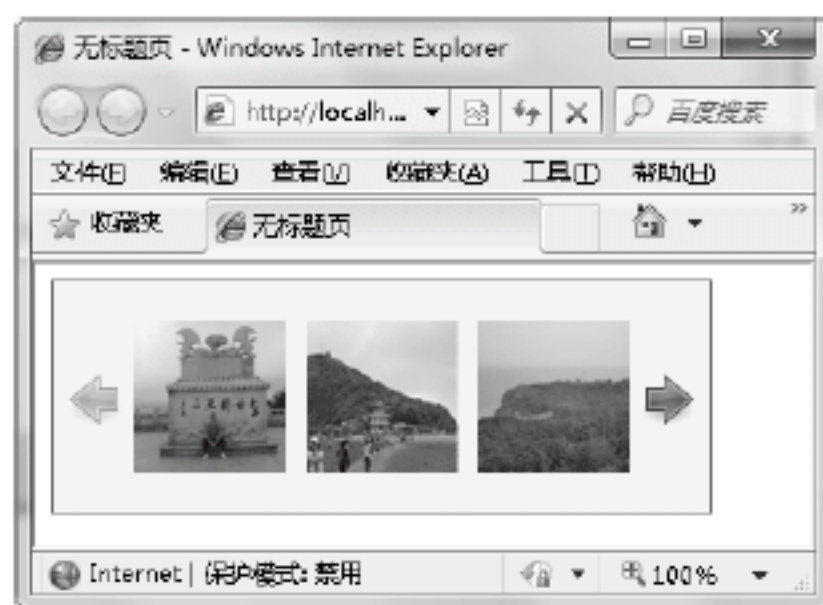 无标题页 - Windows Internet Explorer
http://localh... 百度搜索
文件(F) 编辑(E) 查看(V) 收藏夹(A) 工具(T) 帮助(H)
收藏夹 无标题页 »
Internet | 保护模式: 禁用 100%